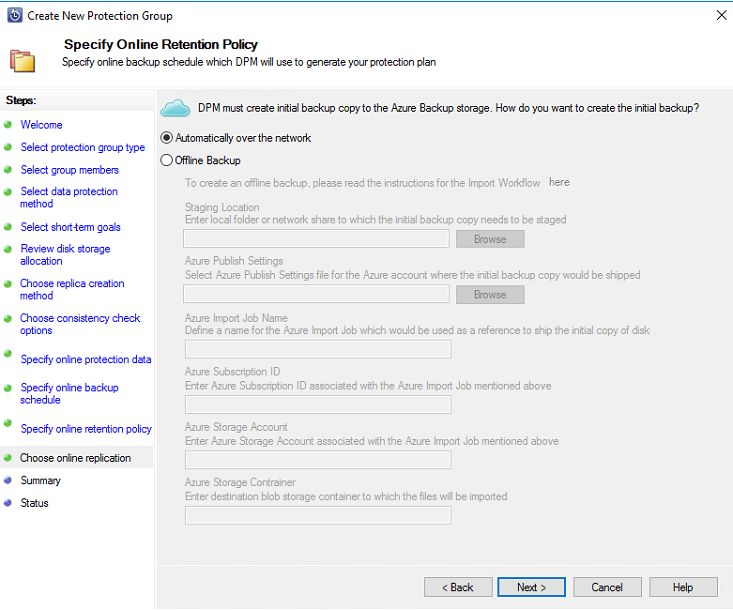 Create New Protection Group
Specify Online Retention Policy
Specify online backup schedule which DPM will use to generate your protection plan
Steps:
Welcome
Select protection group type
Select group members
Select data protection
method
Select short-term goals
Review disk storage
allocation
Choose replica creation
method
Choose consistency check
options
Specify online protection data
Specify online backup
schedule
Specify online retention policy
Choose online replication
Summary
Status
DPM must create initial backup copy to the Azure Backup storage. How do you want to create the initial backup?
Automatically over the network
Offline Backup
To create an offline backup, please read the instructions for the Import Workflow here
Staging Location
Enter local folder or network share to which the initial backup copy needs to be staged
Browse
Azure Publish Settings
Select Azure Publish Settings file for the Azure account where the initial backup copy would be shipped
Browse
Azure Import Job Name
Define a name for the Azure Import Job which would be used as a reference to ship the initial copy of disk
Azure Subscription ID
Enter Azure Subscription ID associated with the Azure Import Job mentioned above
Azure Storage Account
Enter Azure Storage Account associated with the Azure Import Job mentioned above
Azure Storage Contrainer
Enter destination blob storage container to which the files will be imported
< Back
Next >
Cancel
Help